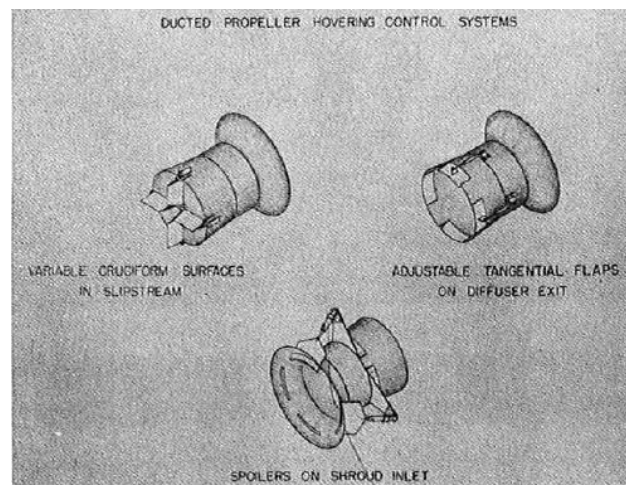 DUCTED PROPELLER HOVERING CONTROL SYSTEMS
VARIABLE CRUCIFORM SURFACES
IN SLIPSTREAM
ADJUSTABLE TANGENTIAL FLAPS
ON DIFFUSER EXIT
SPOILERS ON SHROUD INLET